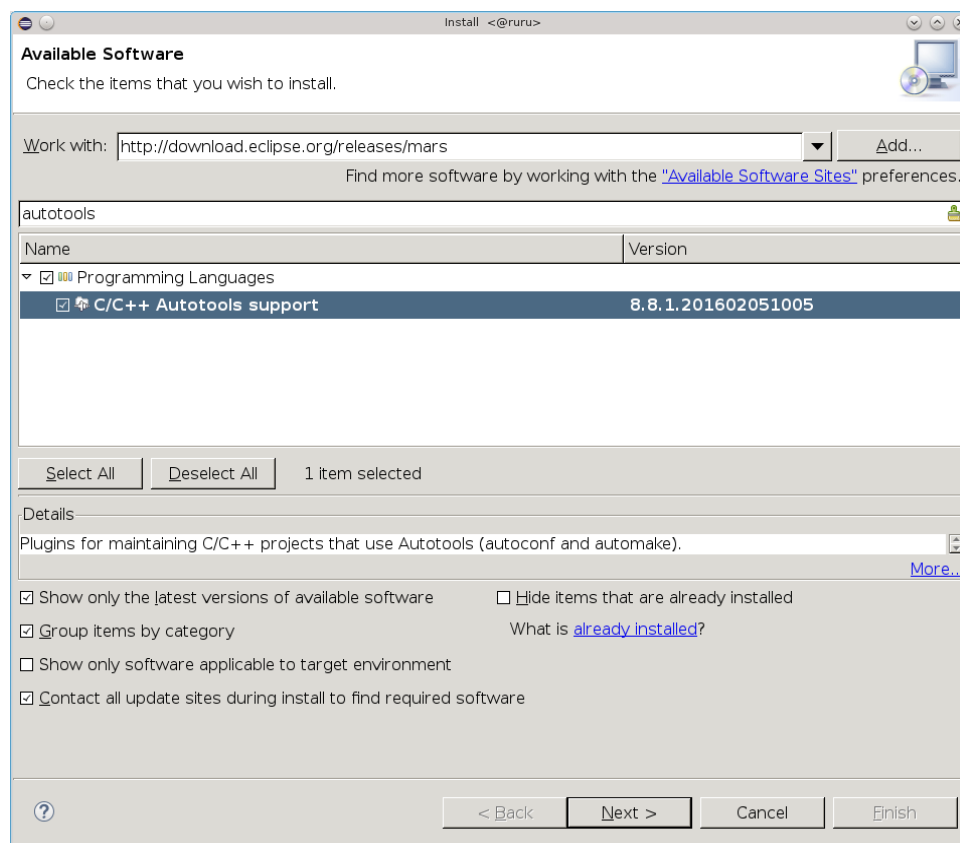 Install <@ruru>
Available Software
Check the items that you wish to install.
Work with: http://download.eclipse.org/releases/mars Add...
Find more software by working with the "Available Software Sites" preferences.
autotools
Name Version
Programming Languages
C/C++ Autotools support 8.8.1.201602051005
Select All Deselect All 1 item selected
Details
Plugins for maintaining C/C++ projects that use Autotools (autoconf and automake).
More..
Show only the latest versions of available software Hide items that are already installed
Group items by category What is already installed?
Show only software applicable to target environment
Contact all update sites during install to find required software
? < Back Next > Cancel Finish